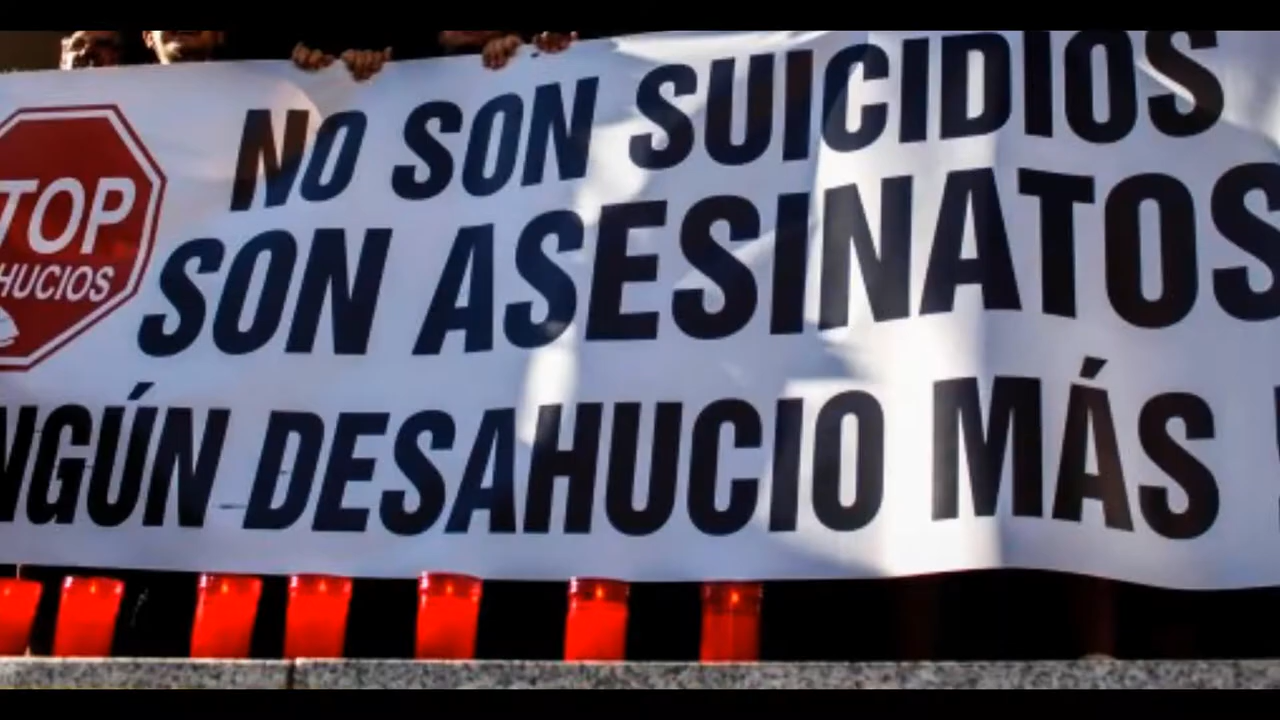 NO SON SUICIDIOS
TOP
HUCIOS
SON ASESINATOS
NGÚN DESAHUCIO MÁS